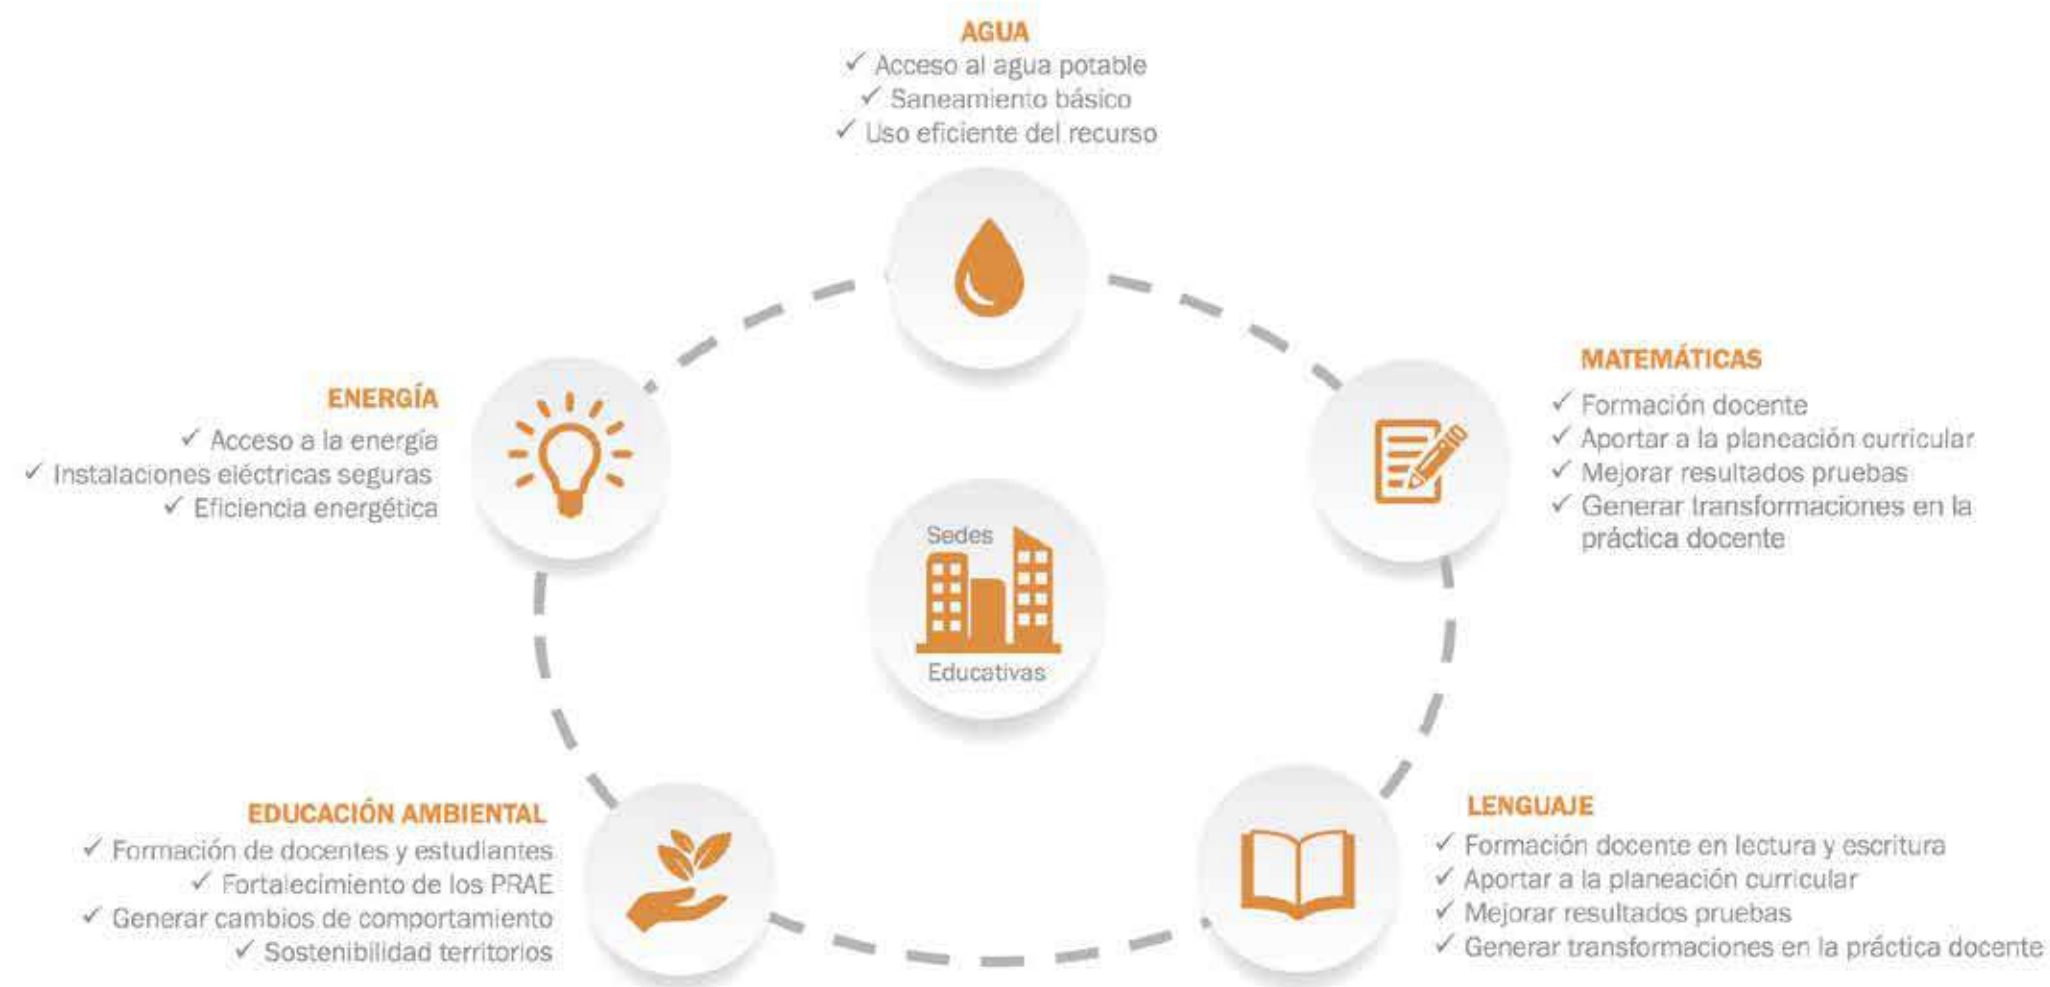 AGUA
✓ Acceso al agua potable
✓ Saneamiento básico
✓ Uso eficiente del recurso
MATEMÁTICAS
✓ Formación docente
✓ Aportar a la planeación curricular
✓ Mejorar resultados pruebas
✓ Generar transformaciones en la
práctica docente
ENERGÍA
✓ Acceso a la energía
✓ Instalaciones eléctricas seguras
✓ Eficiencia energética
Sedes
Educativas
EDUCACIÓN AMBIENTAL
✓ Formación de docentes y estudiantes
✓ Fortalecimiento de los PRAE
✓ Generar cambios de comportamiento
✓ Sostenibilidad territorios
LENGUAJE
✓ Formación docente en lectura y escritura
✓ Aportar a la planeación curricular
✓ Mejorar resultados pruebas
✓ Generar transformaciones en la práctica docente